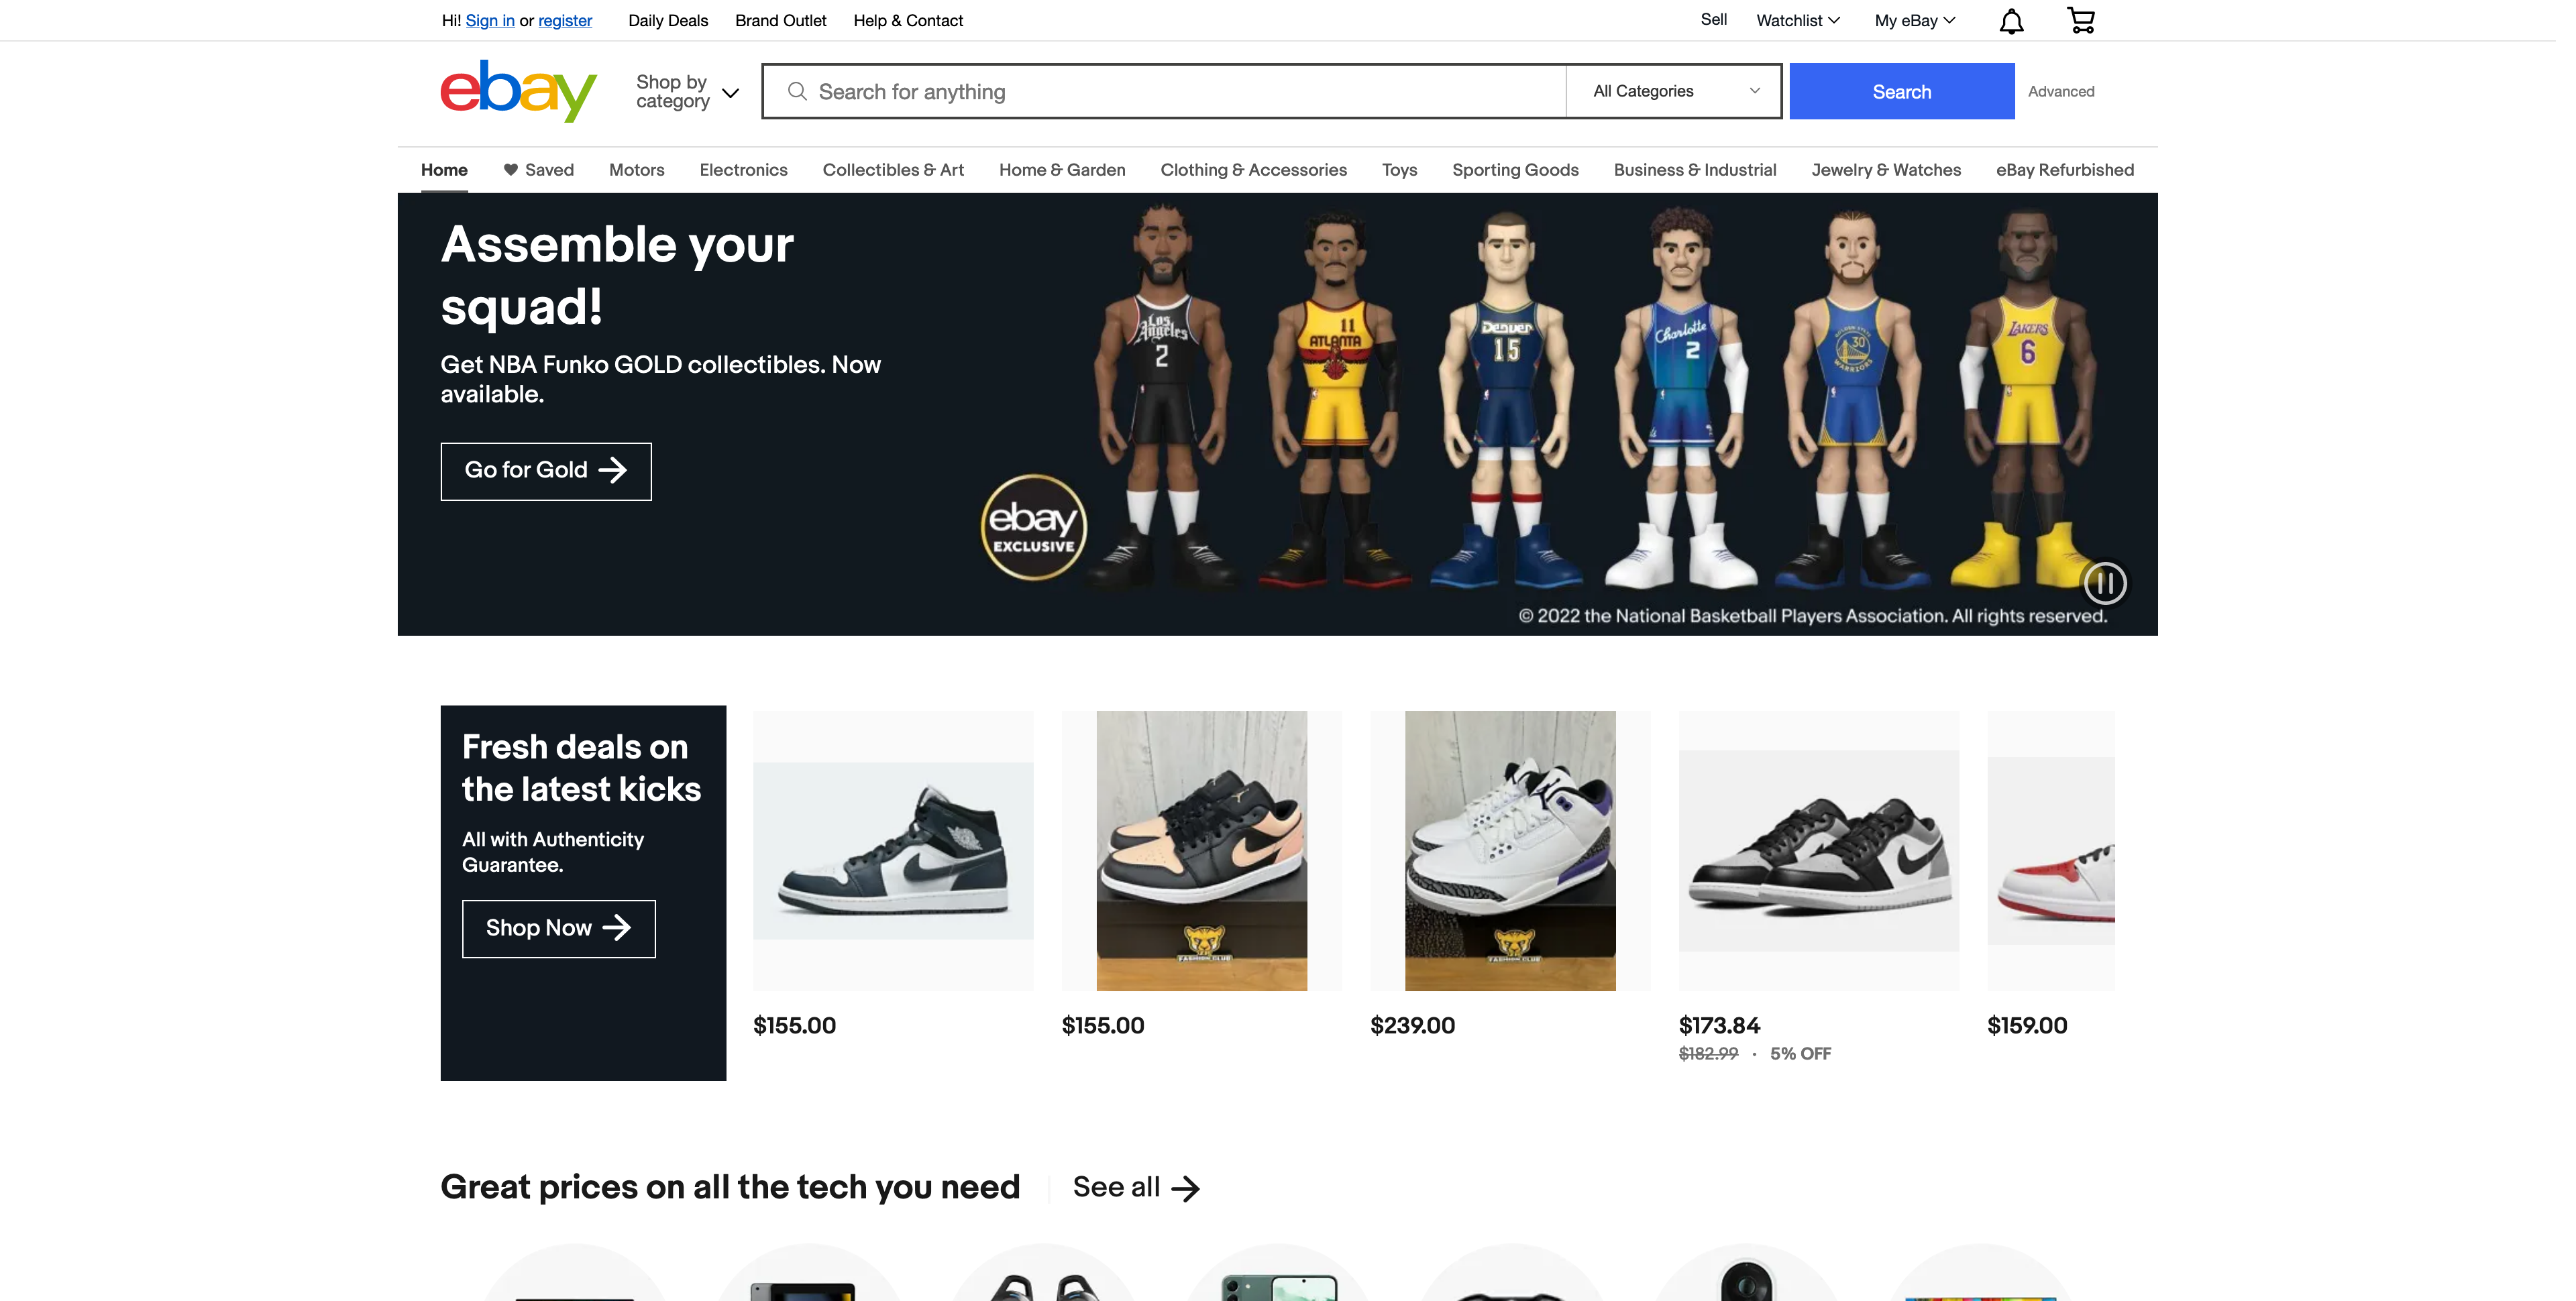 Hi! Sign in or register
Daily Deals
Brand Outlet
Help & Contact
Sell
Watchlist
My eBay
ebay
Shop by
category
Search for anything
All Categories
Search
Advanced
Home
Saved
Motors
Electronics
Collectibles & Art
Home & Garden
Clothing & Accessories
Toys
Sporting Goods
Business & Industrial
Jewelry & Watches
eBay Refurbished
Assemble your
squad!
Get NBA Funko GOLD collectibles. Now
available.
Go for Gold
ebay
EXCLUSIVE
Los
Angeles
2
11
ATLANTA
Denver
15
Charlotte
2
30
WARRIORS
LAKERS
6
© 2022 the National Basketball Players Association. All rights reserved.
Fresh deals on
the latest kicks
All with Authenticity
Guarantee.
Shop Now
FASHION CLUB
FASHION CLUB
$155.00
$155.00
$239.00
$173.84
$182.99 · 5% OFF
$159.00
Great prices on all the tech you need
See all